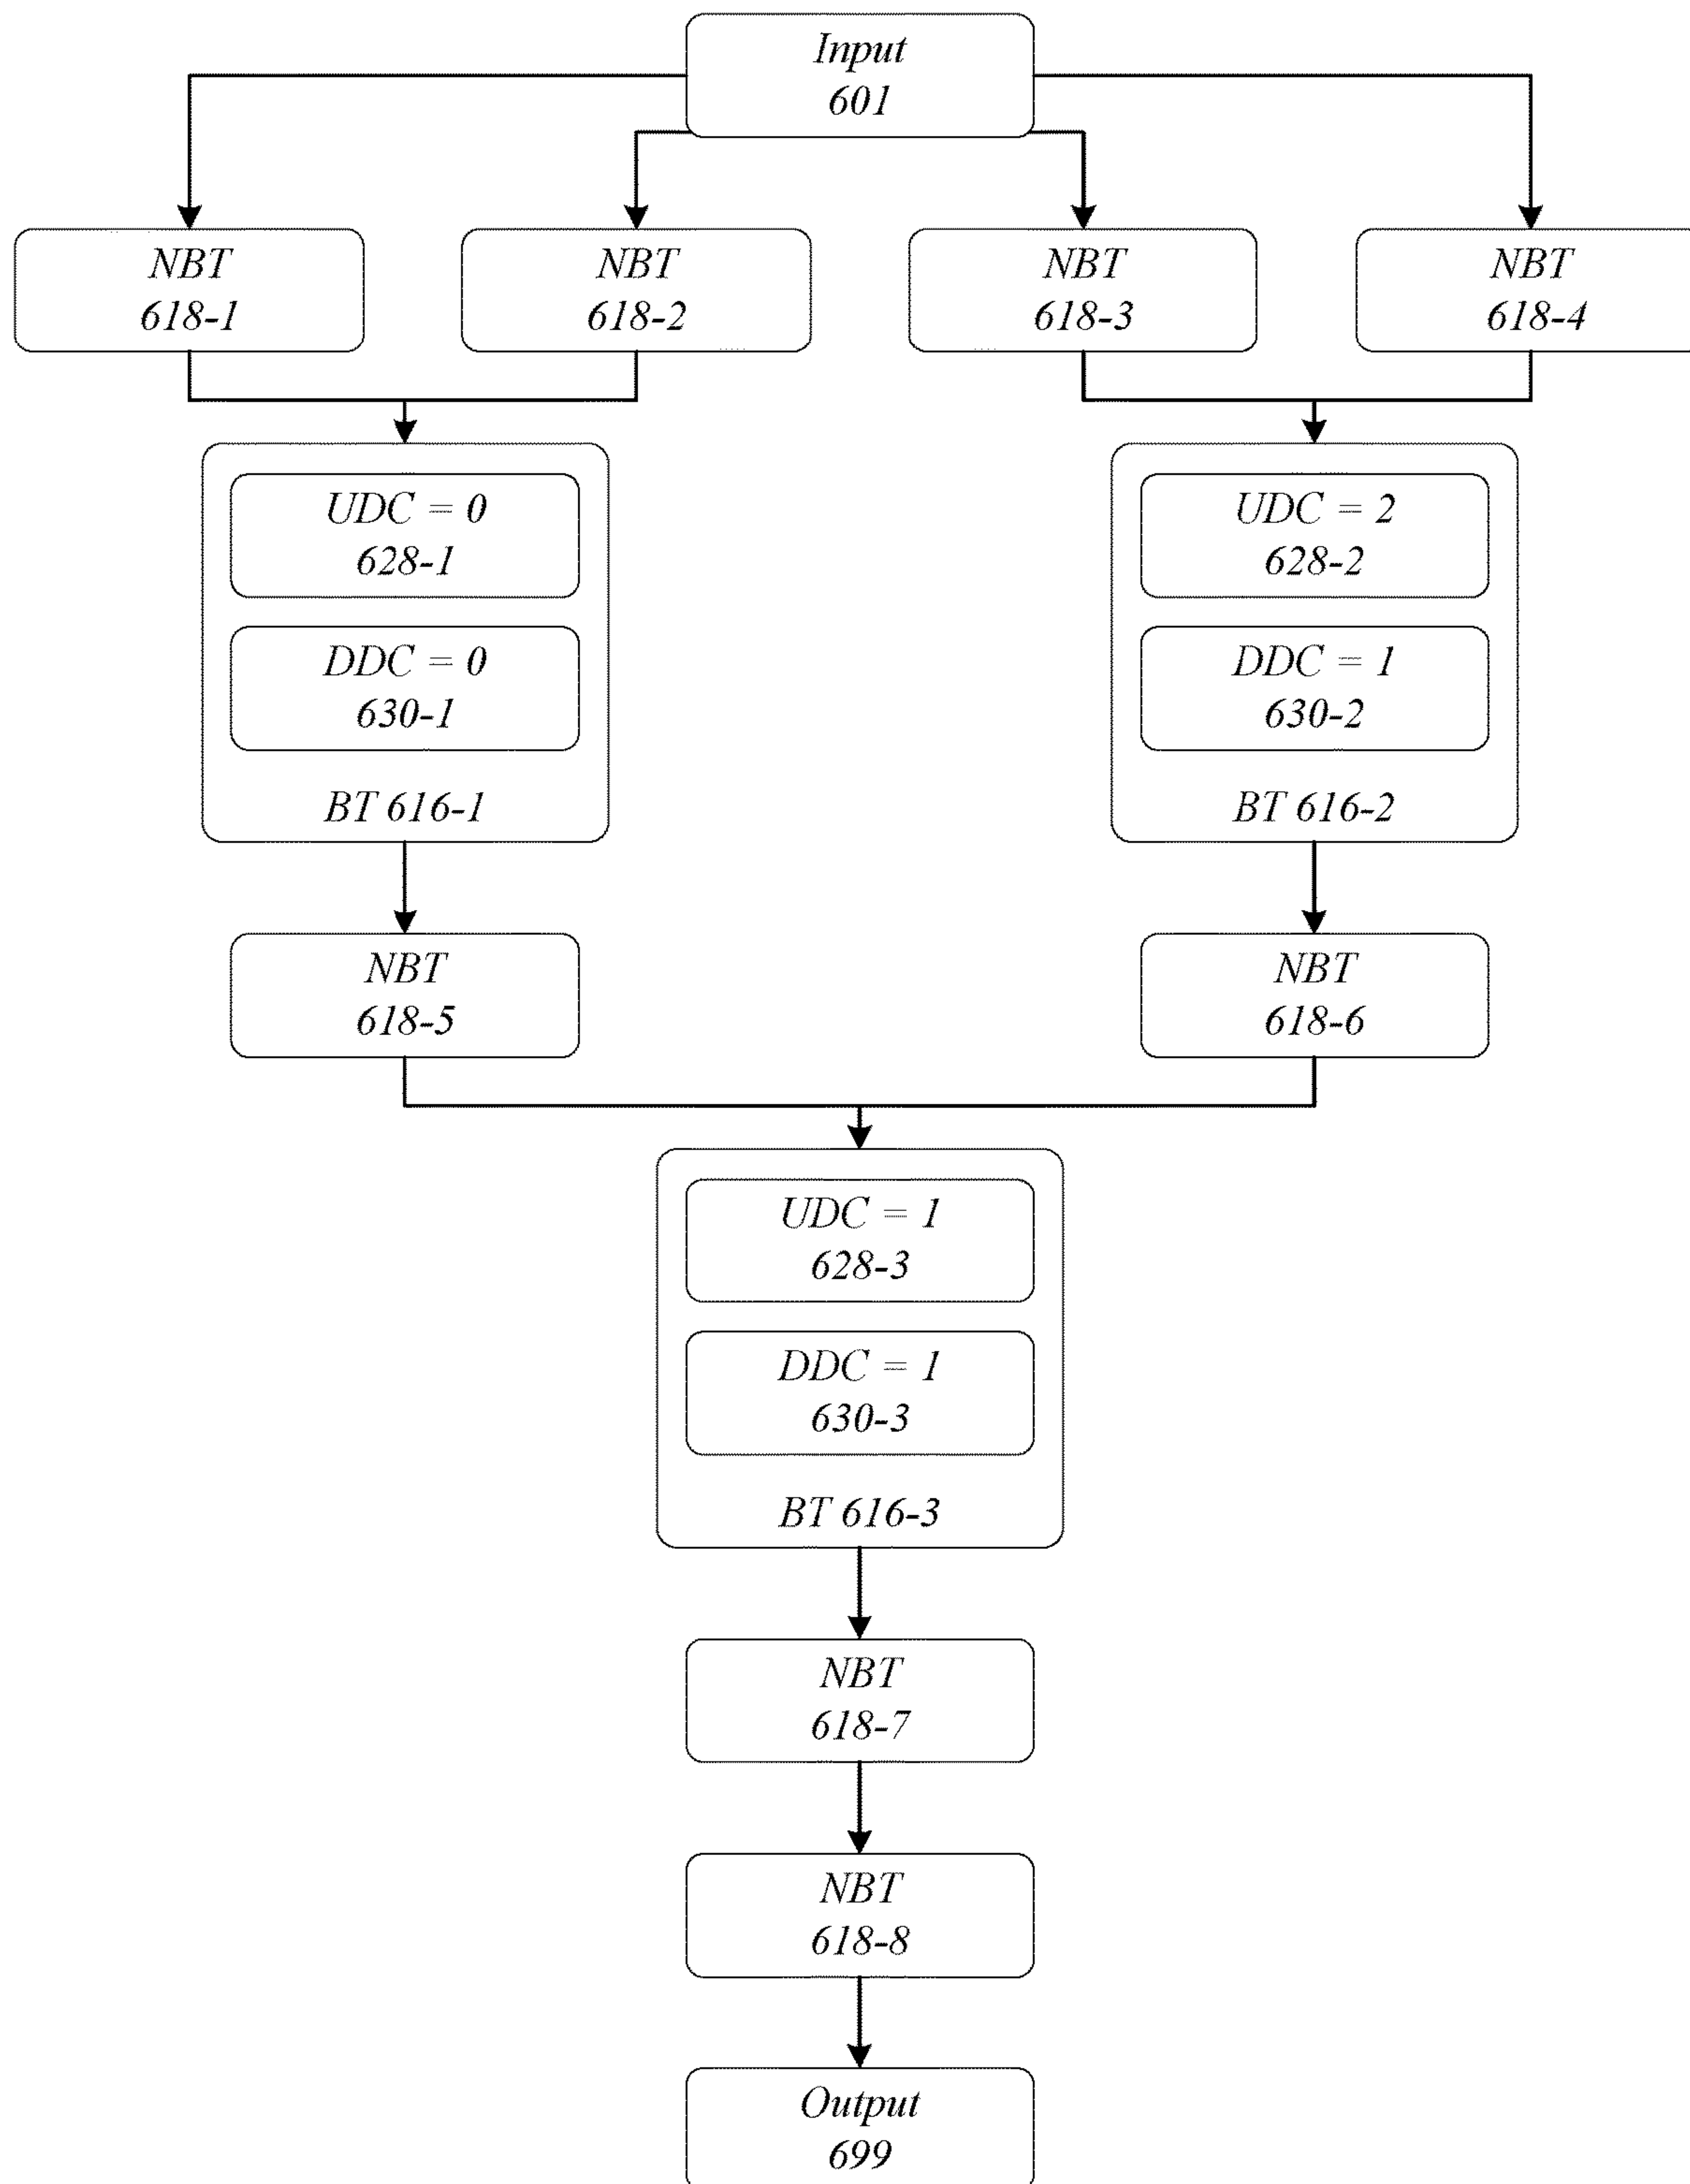 Input
601
NBT
618-1
NBT
618-2
NBT
618-3
NBT
618-4
UDC = 0
628-1
DDC = 0
630-1
BT 616-1
UDC = 2
628-2
DDC = 1
630-2
BT 616-2
NBT
618-5
NBT
618-6
UDC = 1
628-3
DDC = 1
630-3
BT 616-3
NBT
618-7
NBT
618-8
Output
699